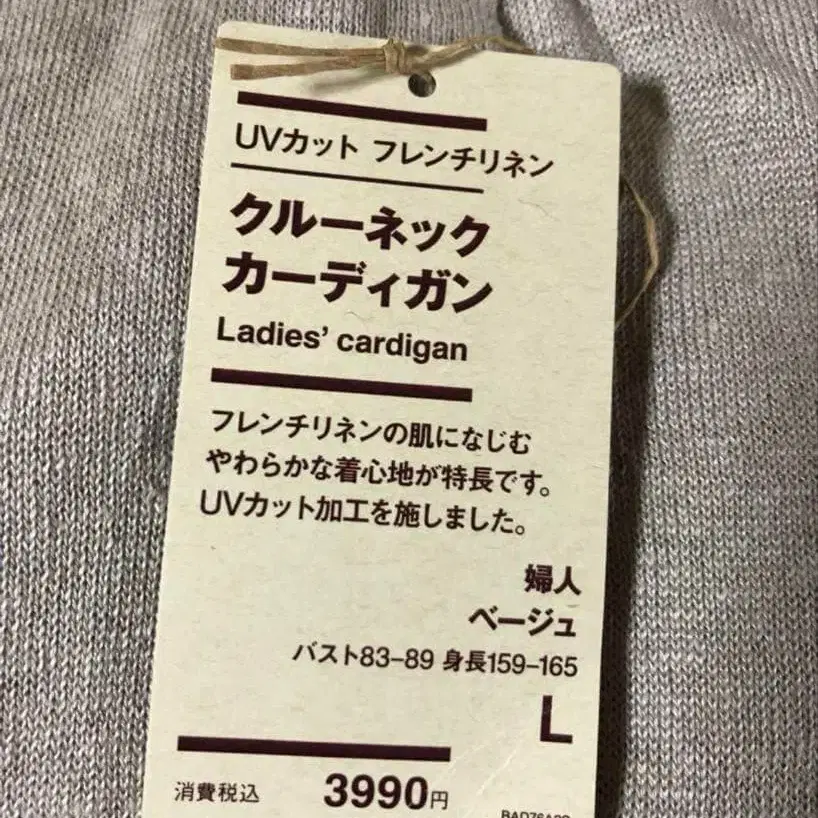 UVカット フレンチリネン
クルーネック
カーディガン
Ladies' cardigan
フレンチリネンの肌になじむ
やわらかな着心地が特長です。
UVカット加工を施しました。
婦人
ベージュ
バスト83-89 身長159-165
L
消費税込 3990円